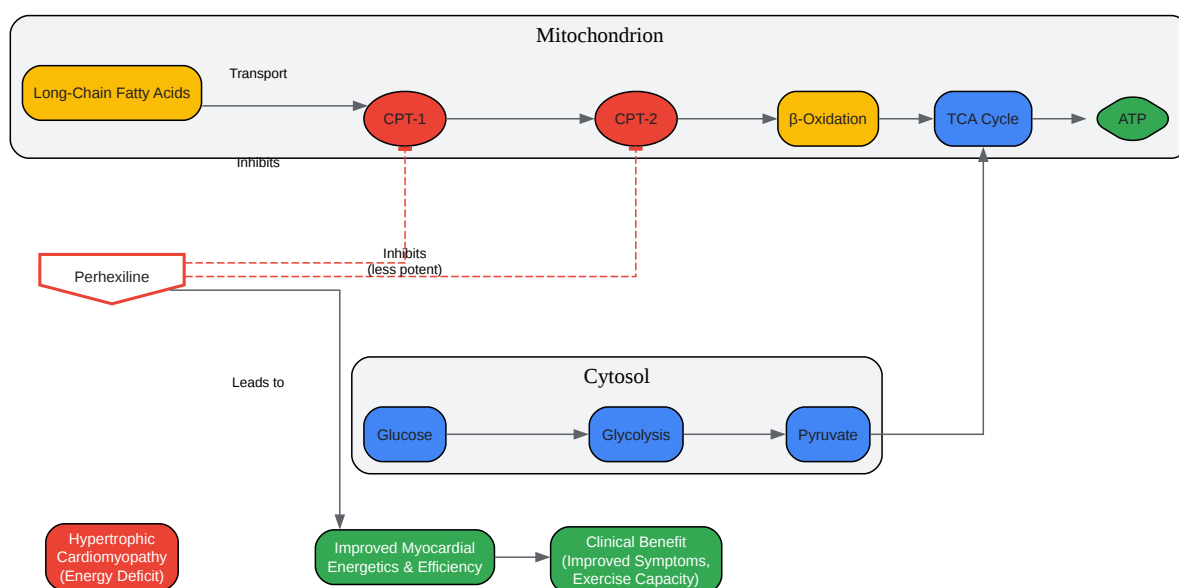 Mitochondrion
Transport
Long-Chain Fatty Acids
CPT-1
CPT-2
β-Oxidation
TCA Cycle
ATP
Inhibits
Inhibits
(less potent)
Perhexiline
Leads to
Cytosol
Glucose
Glycolysis
Pyruvate
Hypertrophic
Cardiomyopathy
(Energy Deficit)
Improved Myocardial
Energetics & Efficiency
Clinical Benefit
(Improved Symptoms,
Exercise Capacity)